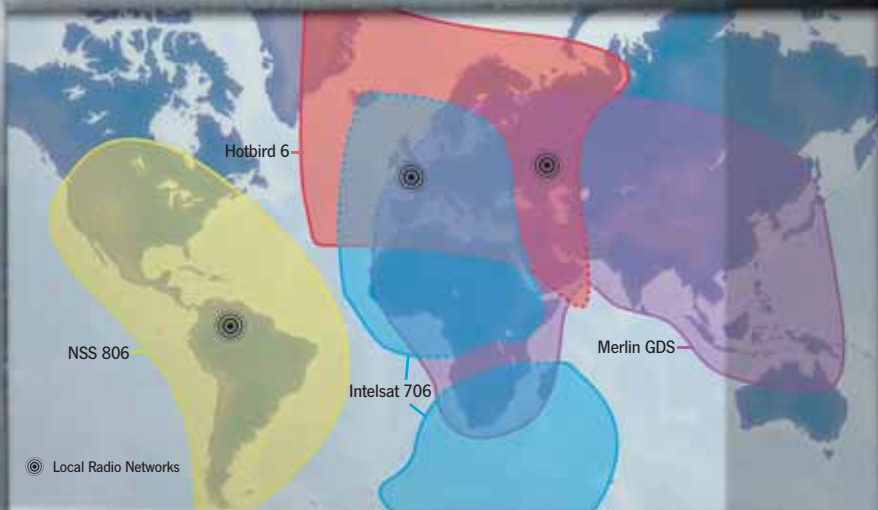 Hotbird 6
NSS 806
Merlin GDS
Intelsat 706
Local Radio Networks